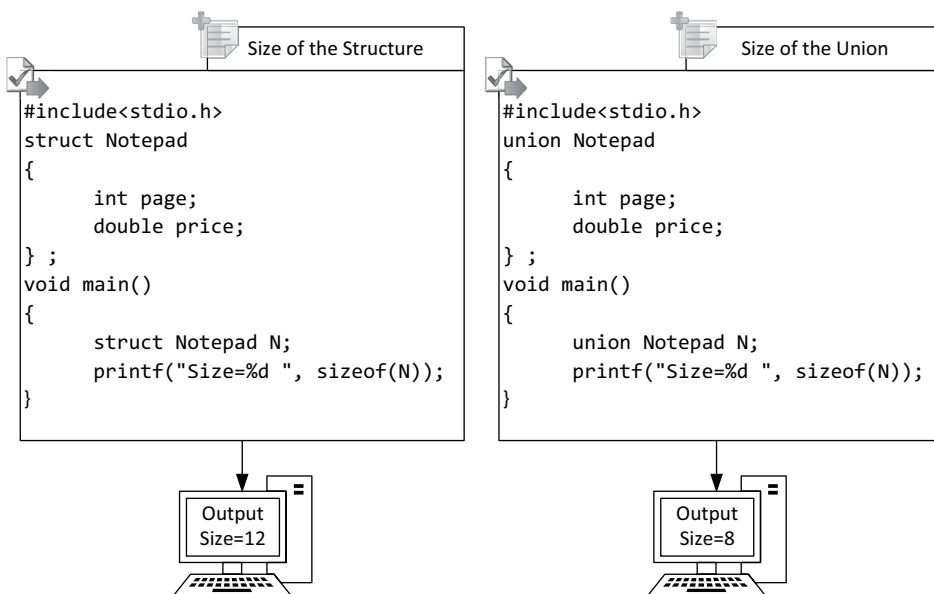 Size of the Structure
#include<stdio.h>
struct Notepad
{
int page;
double price;
} ;
void main()
{
struct Notepad N;
printf("Size=%d ", sizeof(N));
}
Output
Size=12
Size of the Union
#include<stdio.h>
union Notepad
{
int page;
double price;
} ;
void main()
{
union Notepad N;
printf("Size=%d ", sizeof(N));
}
Output
Size=8